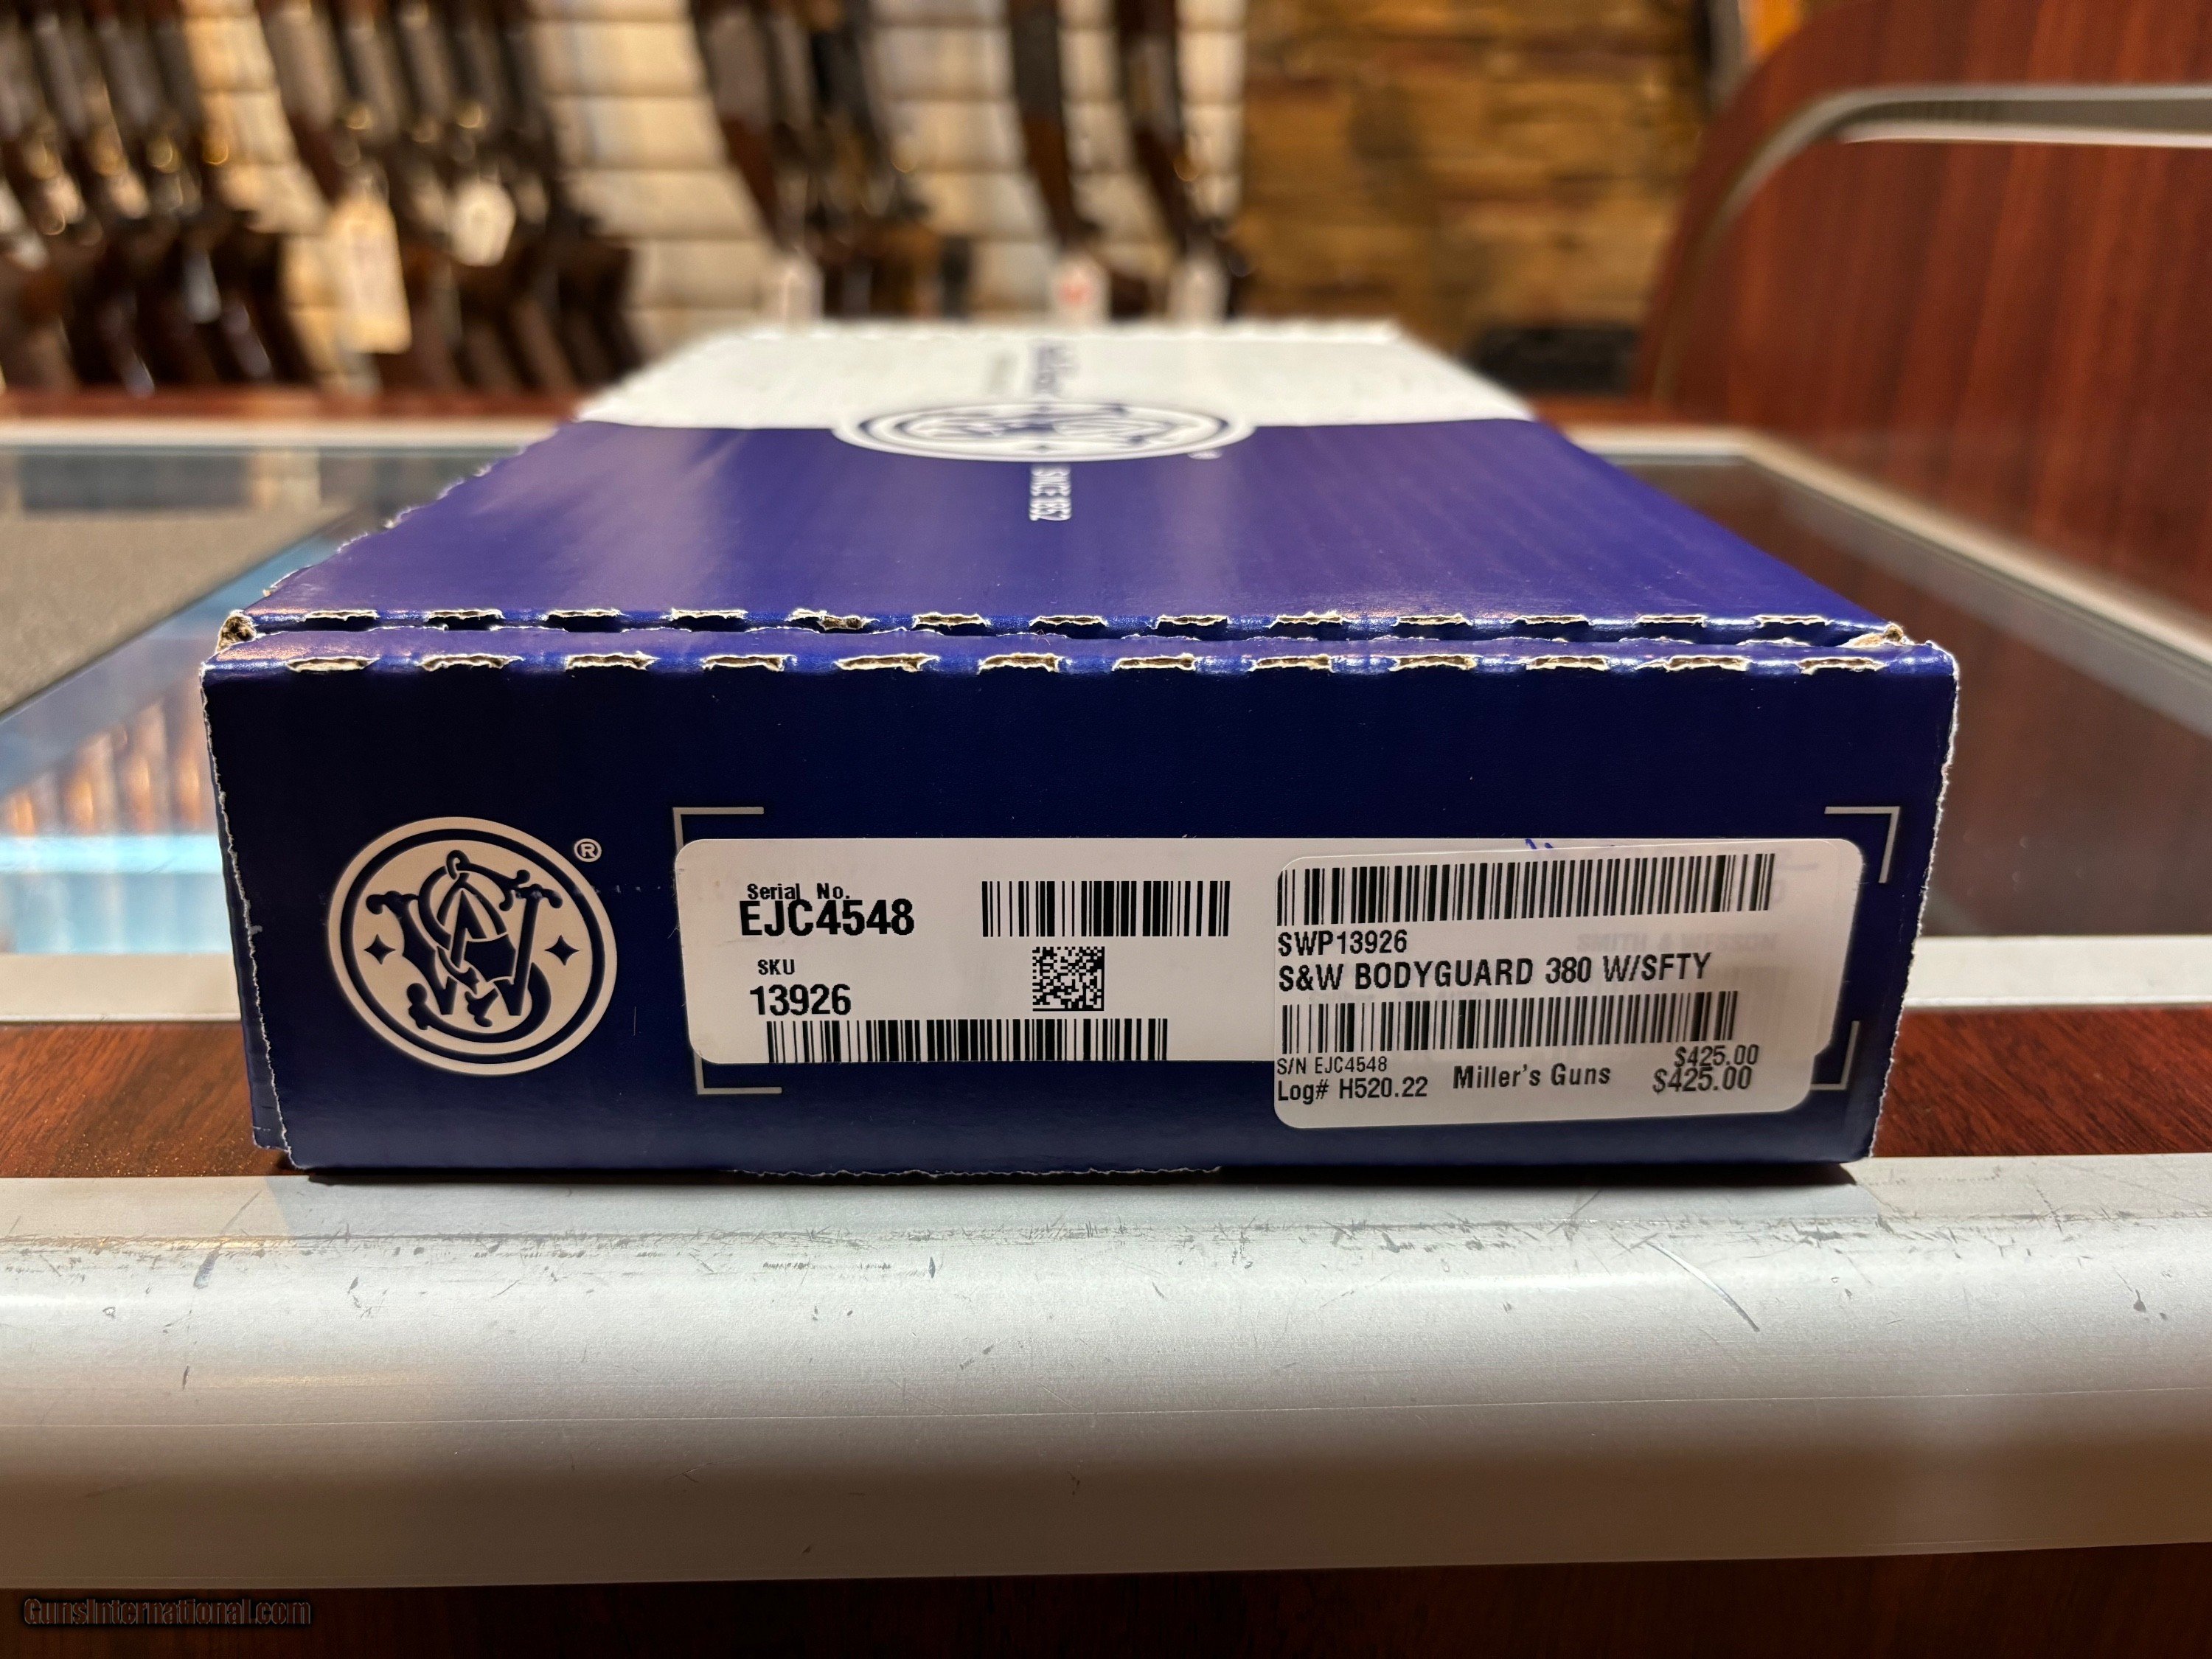 SINCE 1852
®
Serial No.
EJC4548
SKU
13926
SWP13926
S&W BODYGUARD 380 W/SFTY
S/N EJC4548
$425.00
Log# H520.22 Miller's Guns $425.00
GunsInternational.com